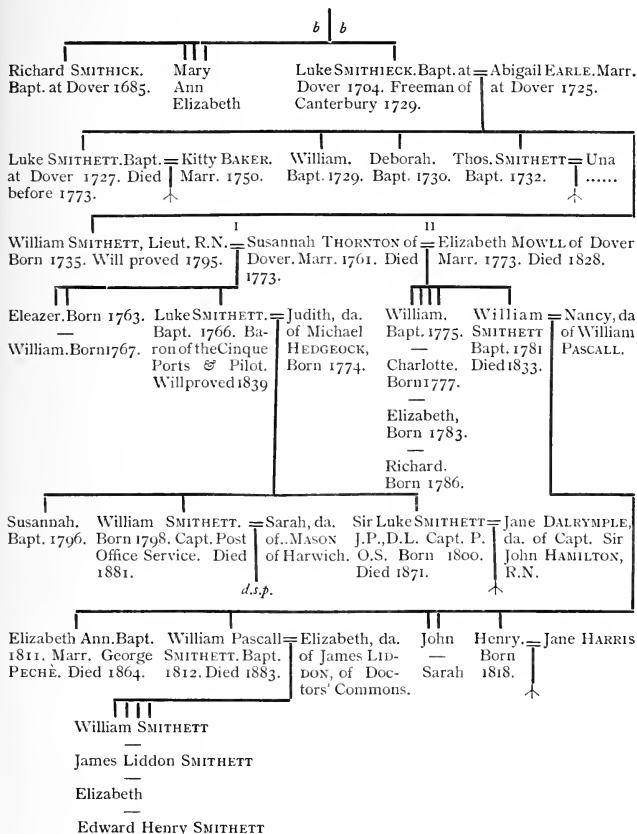 b b
Richard SMITHICK.
Bapt. at Dover 1685.
Mary
Ann
Elizabeth
Luke SMITHIECK. Bapt. at
Dover 1704. Freeman of
Canterbury 1729.
= Abigail EARLE. Marr.
at Dover 1725.
Luke SMITHETT. Bapt.
at Dover 1727. Died
before 1773.
= Kitty BAKER.
Marr. 1750.
William.
Bapt. 1729.
Deborah.
Bapt. 1730.
Thos. SMITHETT
Bapt. 1732.
= Una
......
William SMITHETT, Lieut. R.N.
Born 1735. Will proved 1795.
I
= Susannah THORNTON of
Dover. Marr. 1761. Died
1773.
II
= Elizabeth MOWLL of Dover
Marr. 1773. Died 1828.
Eleazer. Born 1763.
—
William. Born 1767.
Luke SMITHETT.
Bapt. 1766. Ba-
ron of the Cinque
Ports & Pilot.
Will proved 1839
= Judith, da.
of Michael
HEDGEOCK,
Born 1774.
William.
Bapt. 1775.
—
Charlotte.
Born 1777.
—
Elizabeth,
Born 1783.
—
Richard.
Born 1786.
William
SMITHETT
Bapt. 1781
Died 1833.
= Nancy, da
of William
PASCALL.
Susannah.
Bapt. 1796.
William SMITHETT.
Born 1798. Capt. Post
Office Service. Died
1881.
= Sarah, da.
of..MASON
of Harwich.
d.s.p.
Sir Luke SMITHETT
J.P., D.L. Capt. P.
O.S. Born 1800.
Died 1871.
= Jane DALRYMPLE,
da. of Capt. Sir
John HAMILTON,
R.N.
Elizabeth Ann. Bapt.
1811. Marr. George
PECHÈ. Died 1864.
William Pascall
SMITHETT. Bapt.
1812. Died 1883.
= Elizabeth, da.
of James LID-
DON, of Doc-
tors' Commons.
John
—
Sarah
Henry.
Born
1818.
= Jane HARRIS
William SMITHETT
—
James Liddon SMITHETT
—
Elizabeth
—
Edward Henry SMITHETT